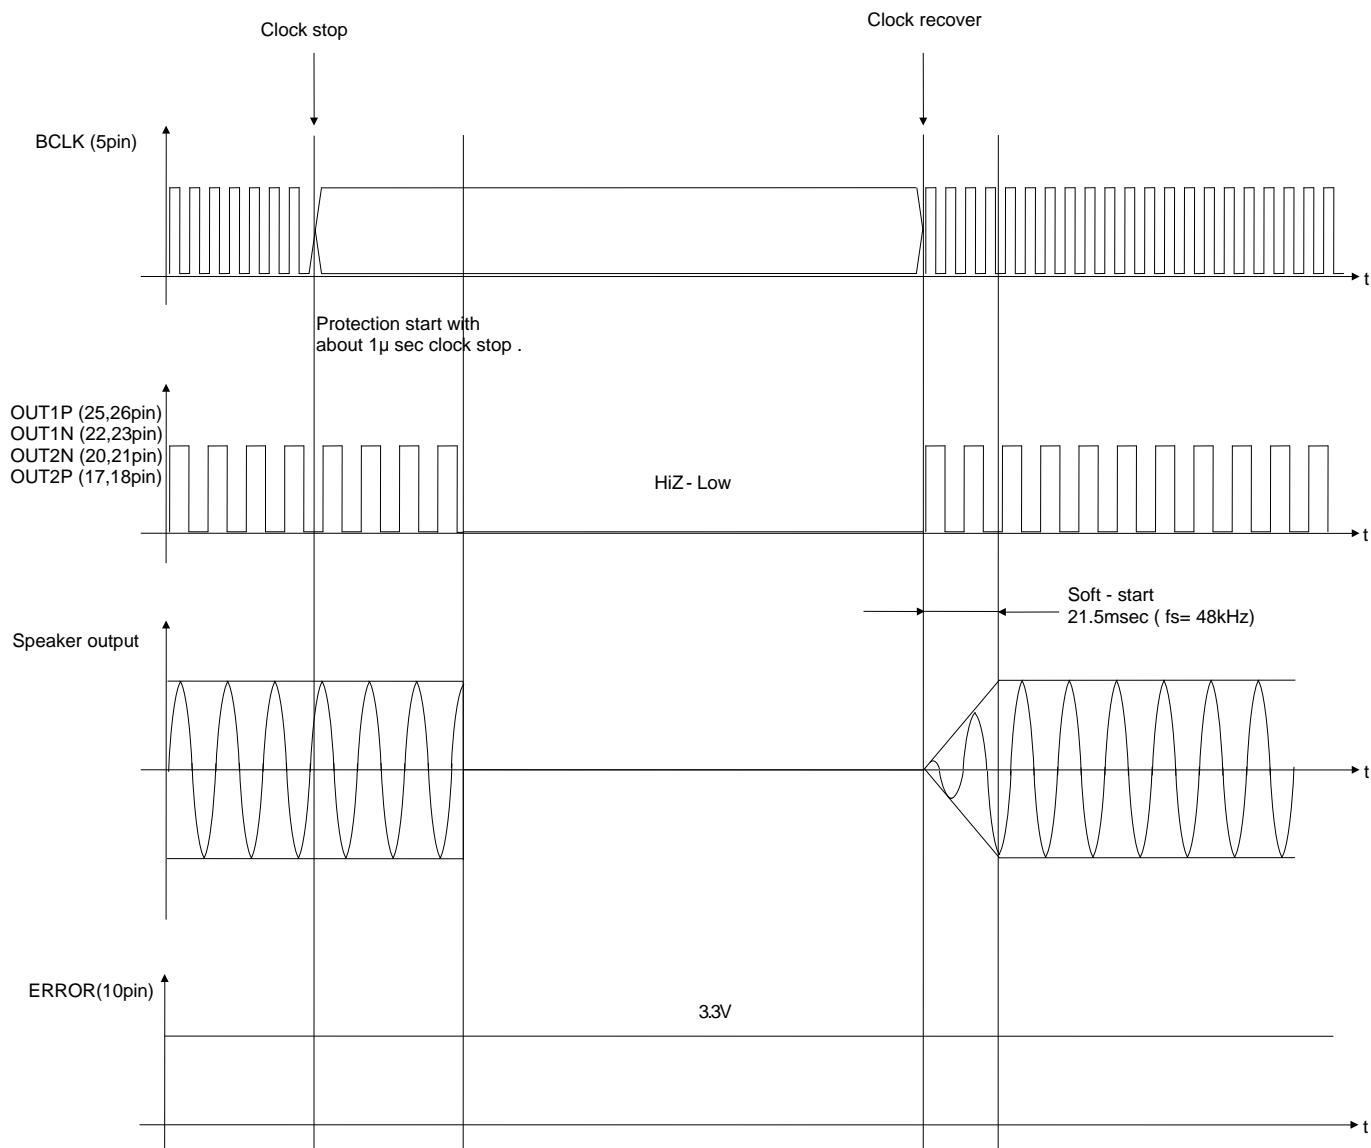 Clock stop
Clock recover
BCLK (5pin)
t
Protection start with
about 1μ sec clock stop .
OUT1P (25,26pin)
OUT1N (22,23pin)
OUT2N (20,21pin)
OUT2P (17,18pin)
HiZ - Low
t
Soft - start
21.5msec ( fs= 48kHz)
Speaker output
t
ERROR(10pin)
3.3V
t